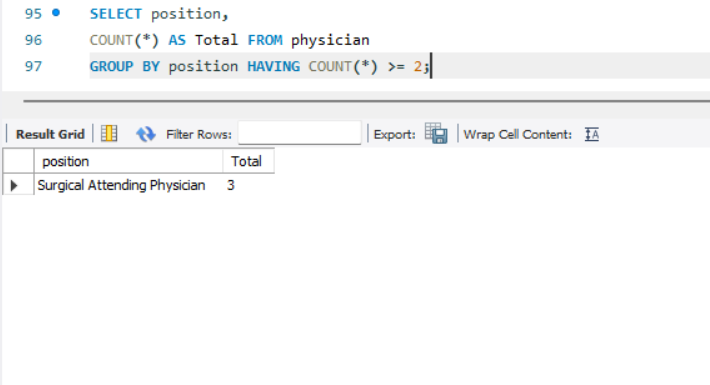 95 SELECT position,
96 COUNT(*) AS Total FROM physician
97 GROUP BY position HAVING COUNT(*) >= 2;
Result Grid Filter Rows: Export: Wrap Cell Content: IA
position Total
Surgical Attending Physician 3